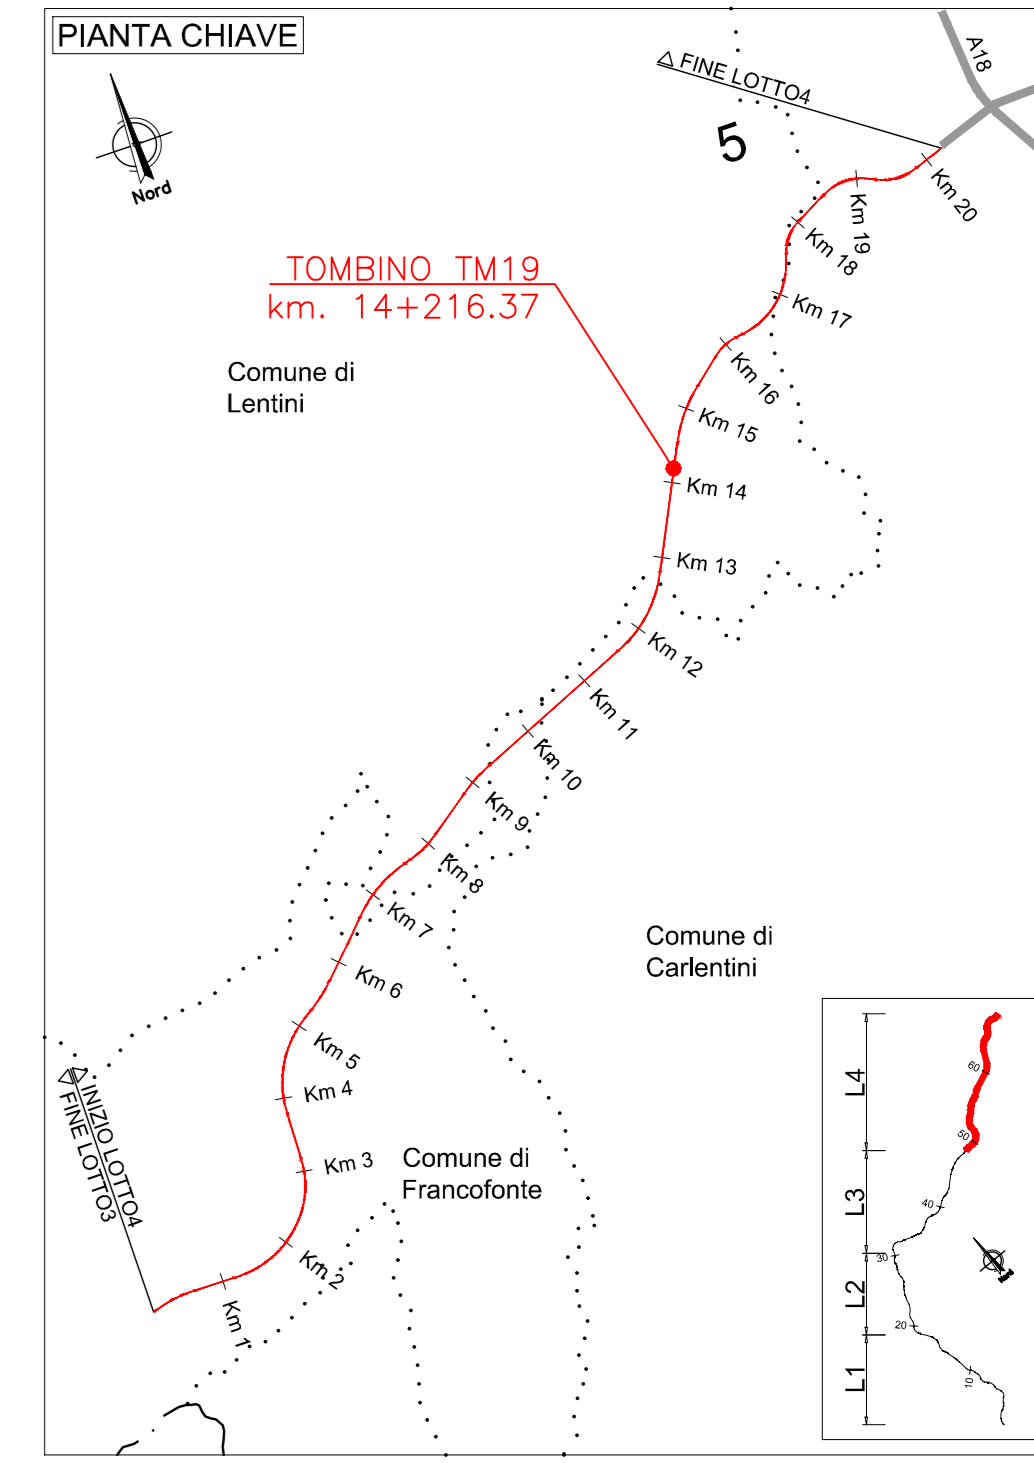 PIANTA CHIAVE
Nord
FINE LOTTO4
A18
5
Km 20
Km 19
Km 18
Km 17
Km 16
Km 15
Km 14
Km 13
Km 12
Km 11
Km 10
Km 9
Km 8
Km 7
Km 6
Km 5
Km 4
Km 3
Km 2
Km 1
TOMBINO TM19
km. 14+216.37
Comune di
Lentini
Comune di
Carlentini
Comune di
Francofonte
INIZIO LOTTO4
FINE LOTTO3
L4
L3
L2
L1
60
50
40
30
20
10